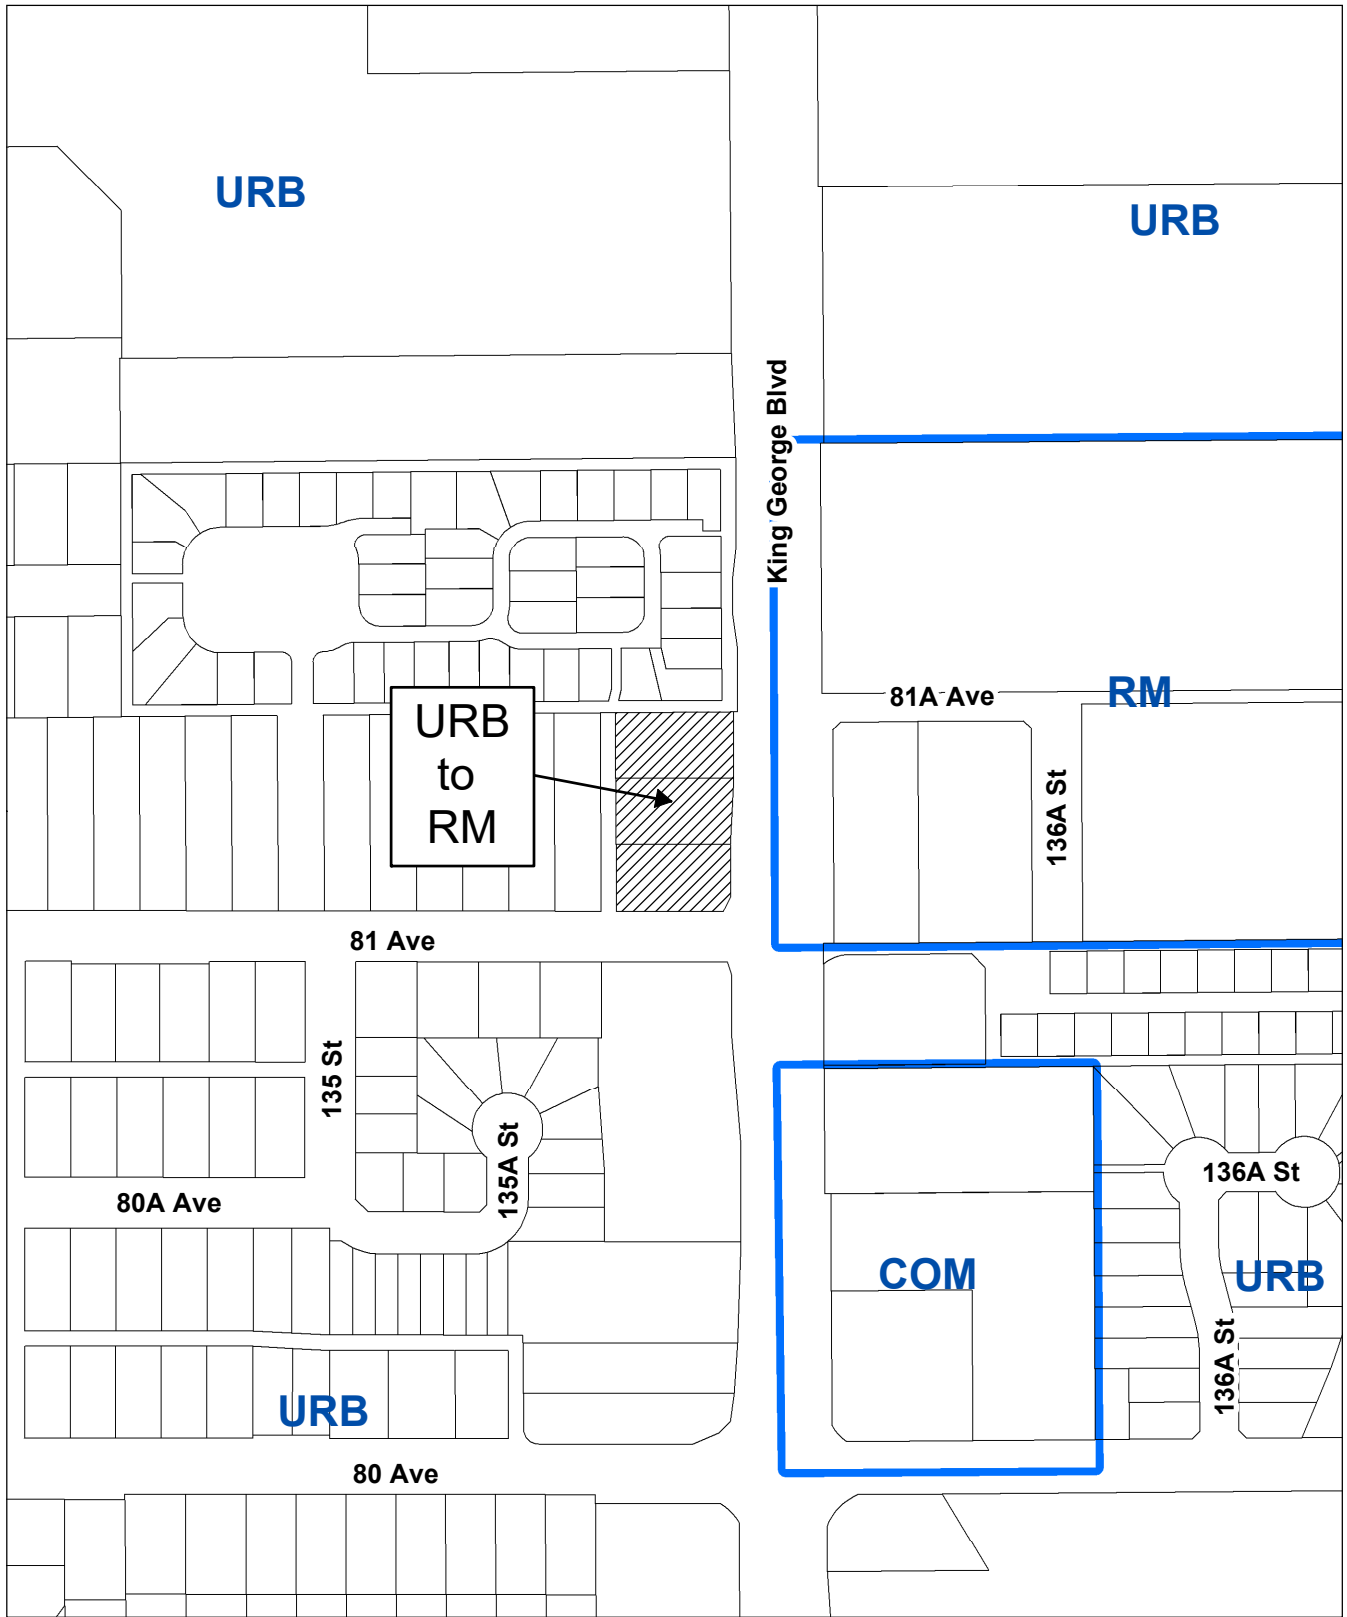 URB
URB
King George Blvd
81A Ave
RM
URB
to
RM
136A St
81 Ave
135 St
135A St
136A St
80A Ave
COM
URB
136A St
URB
80 Ave